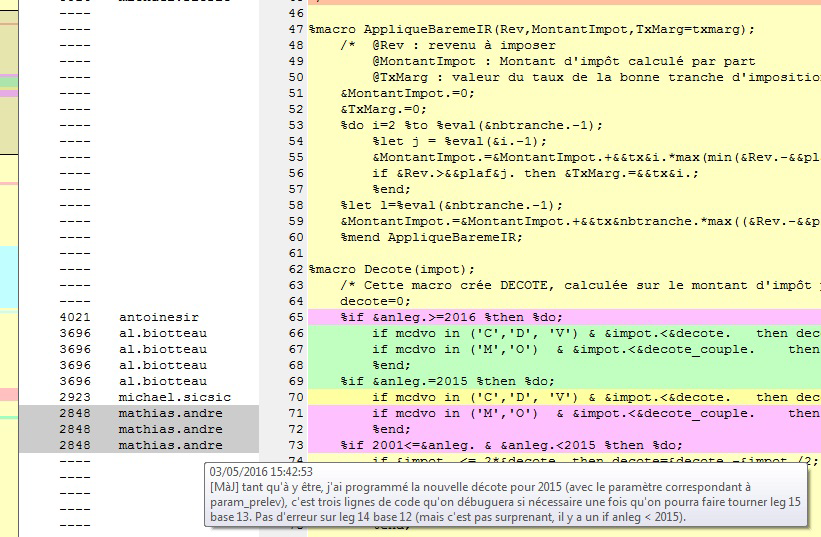 46
---- 47 %macro AppliqueBaremeIR(Rev,MontantImpot,TxMarg=txmarg);
---- 48 /* @Rev : revenu à imposer
---- 49 @MontantImpot : Montant d'impôt calculé par part
---- 50 @TxMarg : valeur du taux de la bonne tranche d'impositio
---- 51 &MontantImpot.=0;
---- 52 &TxMarg.=0;
---- 53 %do i=2 %to %eval(&nbtranche.-1);
---- 54 %let j = %eval(&i.-1);
---- 55 &MontantImpot.=&MontantImpot.+&&tx&i.*max(min(&Rev.-&&pl
---- 56 if &Rev.>&&plaf&j. then &TxMarg.=&&tx&i.;
---- 57 %end;
---- 58 %let l=%eval(&nbtranche.-1);
---- 59 &MontantImpot.=&MontantImpot.+&&tx&nbtranche.*max((&Rev.-&&p
---- 60 %mend AppliqueBaremeIR;
---- 61
---- 62 %macro Decote(impot);
---- 63 /* Cette macro crée DECOTE, calculée sur le montant d'impôt
---- 64 decote=0;
4021 antoinesir 65 %if &anleg.>=2016 %then %do;
3696 al.biotteau 66 if mcdvo in ('C','D', 'V') & &impot.<&decote. then dec
3696 al.biotteau 67 if mcdvo in ('M','O') & &impot.<&decote_couple. then
3696 al.biotteau 68 %end;
3696 al.biotteau 69 %if &anleg.=2015 %then %do;
2923 michael.sicsic 70 if mcdvo in ('C','D', 'V') & &impot.<&decote. then dec
2848 mathias.andre 71 if mcdvo in ('M','O') & &impot.<&decote_couple. then
2848 mathias.andre 72 %end;
2848 mathias.andre 73 %if 2001<=&anleg. & &anleg.<2015 %then %do;
---- 74 if &impot. <= 2*&decote. then decote=&decote.-&impot./2;
03/05/2016 15:42:53
[MàJ] tant qu'à y être, j'ai programmé la nouvelle décote pour 2015 (avec le paramètre correspondant à
param_prelev), c'est trois lignes de code qu'on débuguera si nécessaire une fois qu'on pourra faire tourner leg 15
base 13. Pas d'erreur sur leg 14 base 12 (mais c'est pas surprenant, il y a un if anleg < 2015).
----
----
----
----